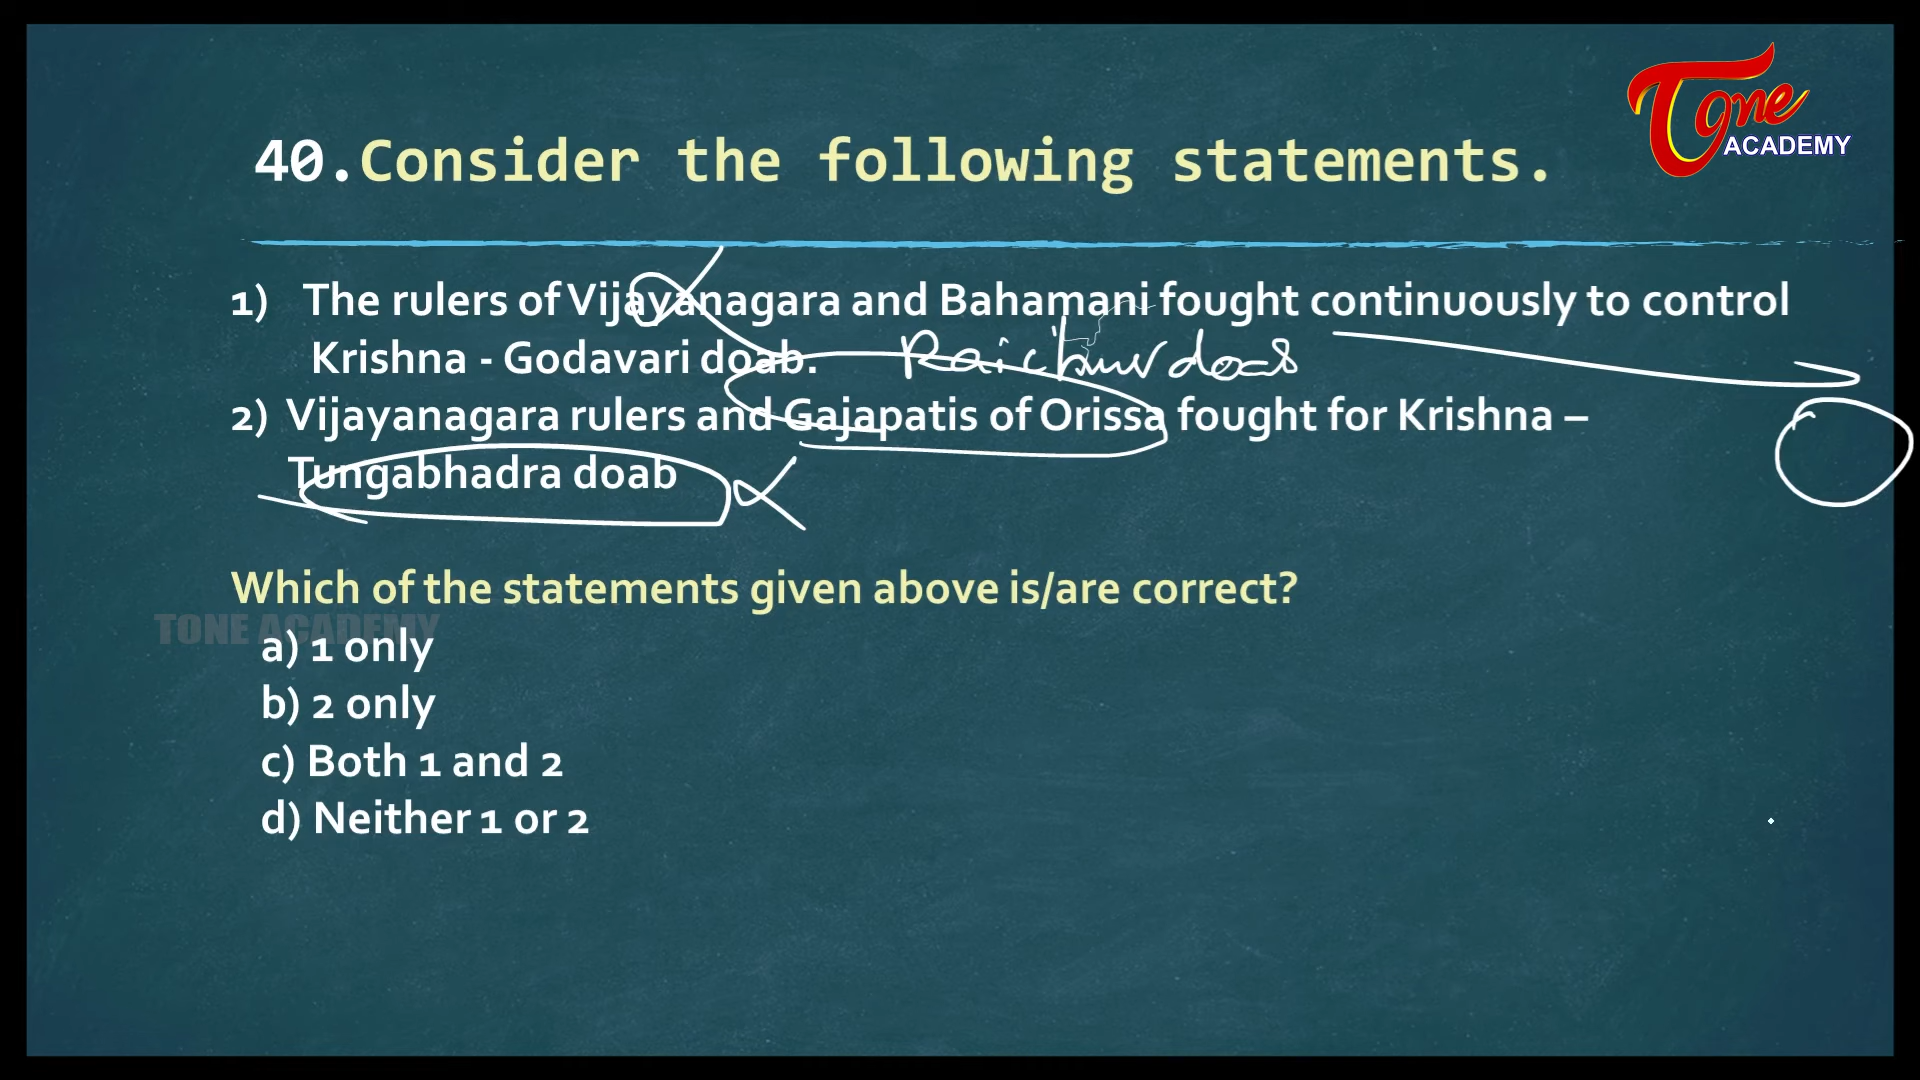 Tone
ACADEMY
40.Consider the following statements.
1) The rulers of Vijayanagara and Bahamani fought continuously to control
Krishna - Godavari doab.
Raichur doab
2) Vijayanagara rulers and Gajapatis of Orissa fought for Krishna –
Tungabhadra doab
Which of the statements given above is/are correct?
TONE ACADEMY
a) 1 only
b) 2 only
c) Both 1 and 2
d) Neither 1 or 2